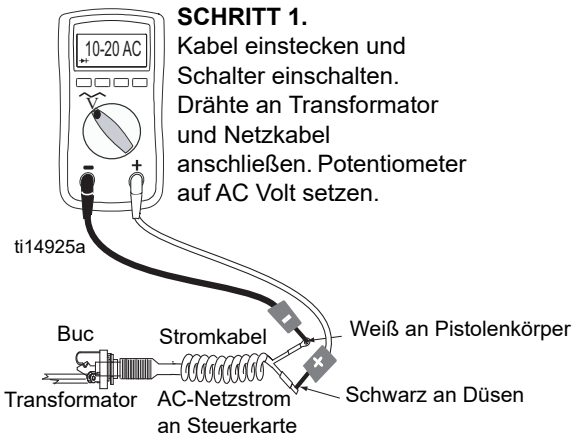 SCHRITT 1.
Kabel einstecken und
Schalter einschalten.
Drähte an Transformator
und Netzkabel
anschließen. Potentiometer
auf AC Volt setzen.
10-20 AC
V
- +
ti14925a
-
+
Buc
Stromkabel
Weiß an Pistolenkörper
Transformator
AC-Netzstrom
an Steuerkarte
Schwarz an Düsen